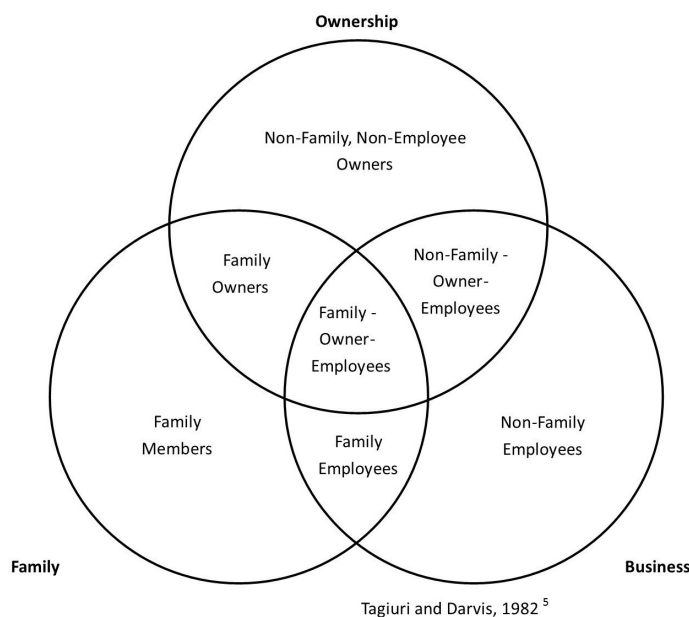 Ownership
Non-Family, Non-Employee
Owners
Family
Owners
Non-Family -
Owner-
Employees
Family -
Owner-
Employees
Family
Members
Family
Employees
Non-Family
Employees
Family
Business
Tagiuri and Darvis, 1982 5